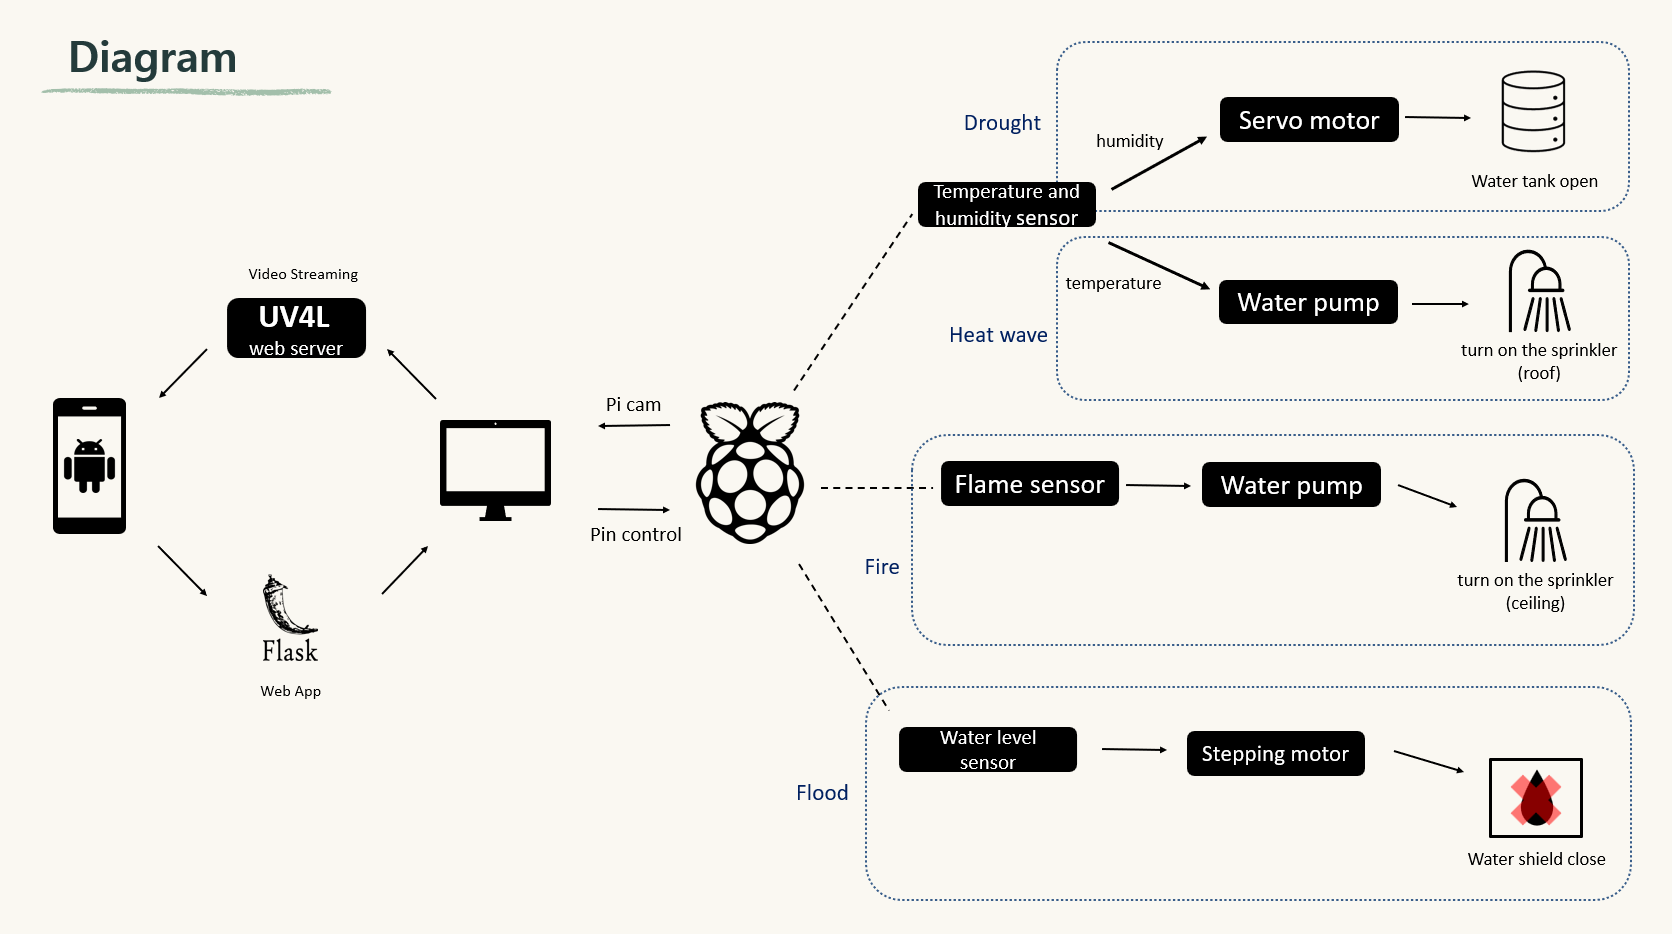 Diagram
Drought
humidity
Servo motor
Water tank open
Temperature and
humidity sensor
temperature
Water pump
Heat wave
turn on the sprinkler
(roof)
Video Streaming
UV4L
web server
Pi cam
Pin control
Flask
Web App
Flame sensor
Water pump
Fire
turn on the sprinkler
(ceiling)
Water level
sensor
Stepping motor
Flood
Water shield close